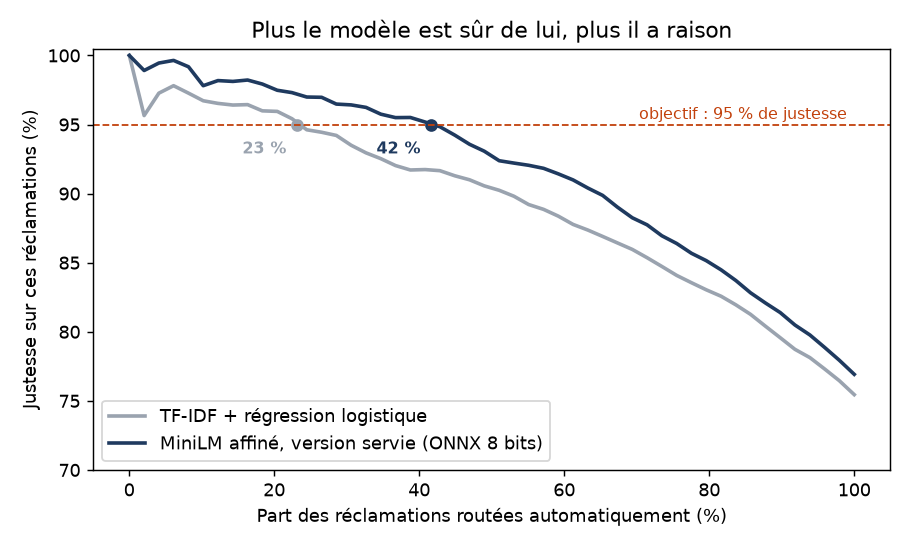 Plus le modèle est sûr de lui, plus il a raison
Justesse sur ces réclamations (%)
100
95
90
85
80
75
70
objectif : 95 % de justesse
23 %
42 %
TF-IDF + régression logistique
MiniLM affiné, version servie (ONNX 8 bits)
0
20
40
60
80
100
Part des réclamations routées automatiquement (%)